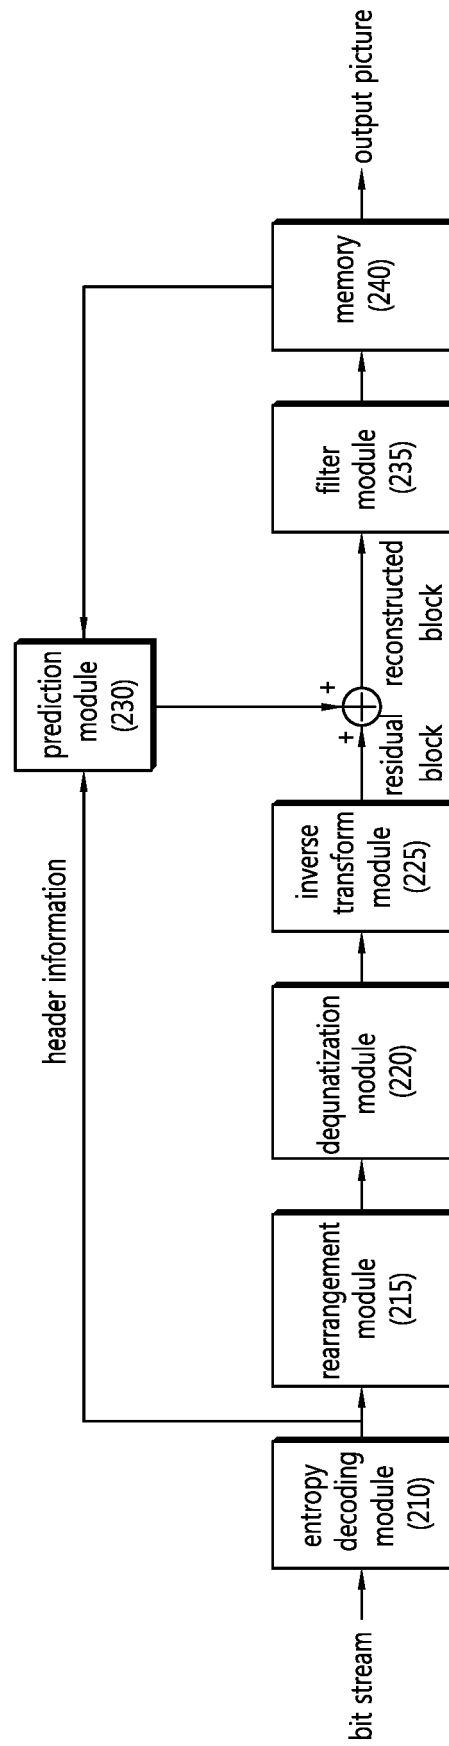 header information
prediction
module
(230)
bit stream
entropy
decoding
module
(210)
rearrangement
module
(215)
dequnatization
module
(220)
inverse
transform
module
(225)
+
+
residual
block
reconstructed
block
filter
module
(235)
memory
(240)
output picture